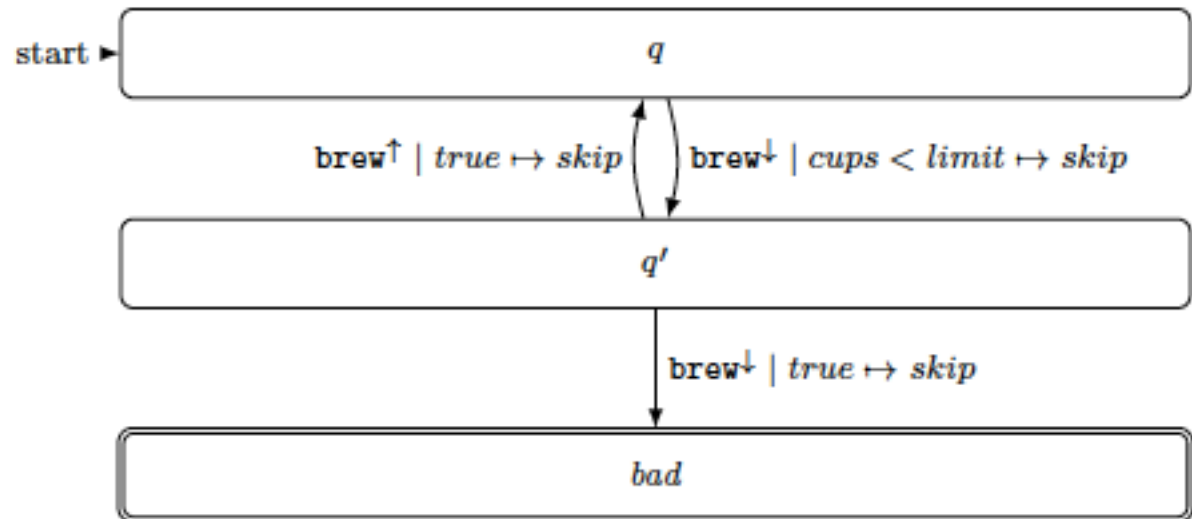 start q
brew↑ | true ↦ skip brew↓ | cups < limit ↦ skip
q′
brew↓ | true ↦ skip
bad